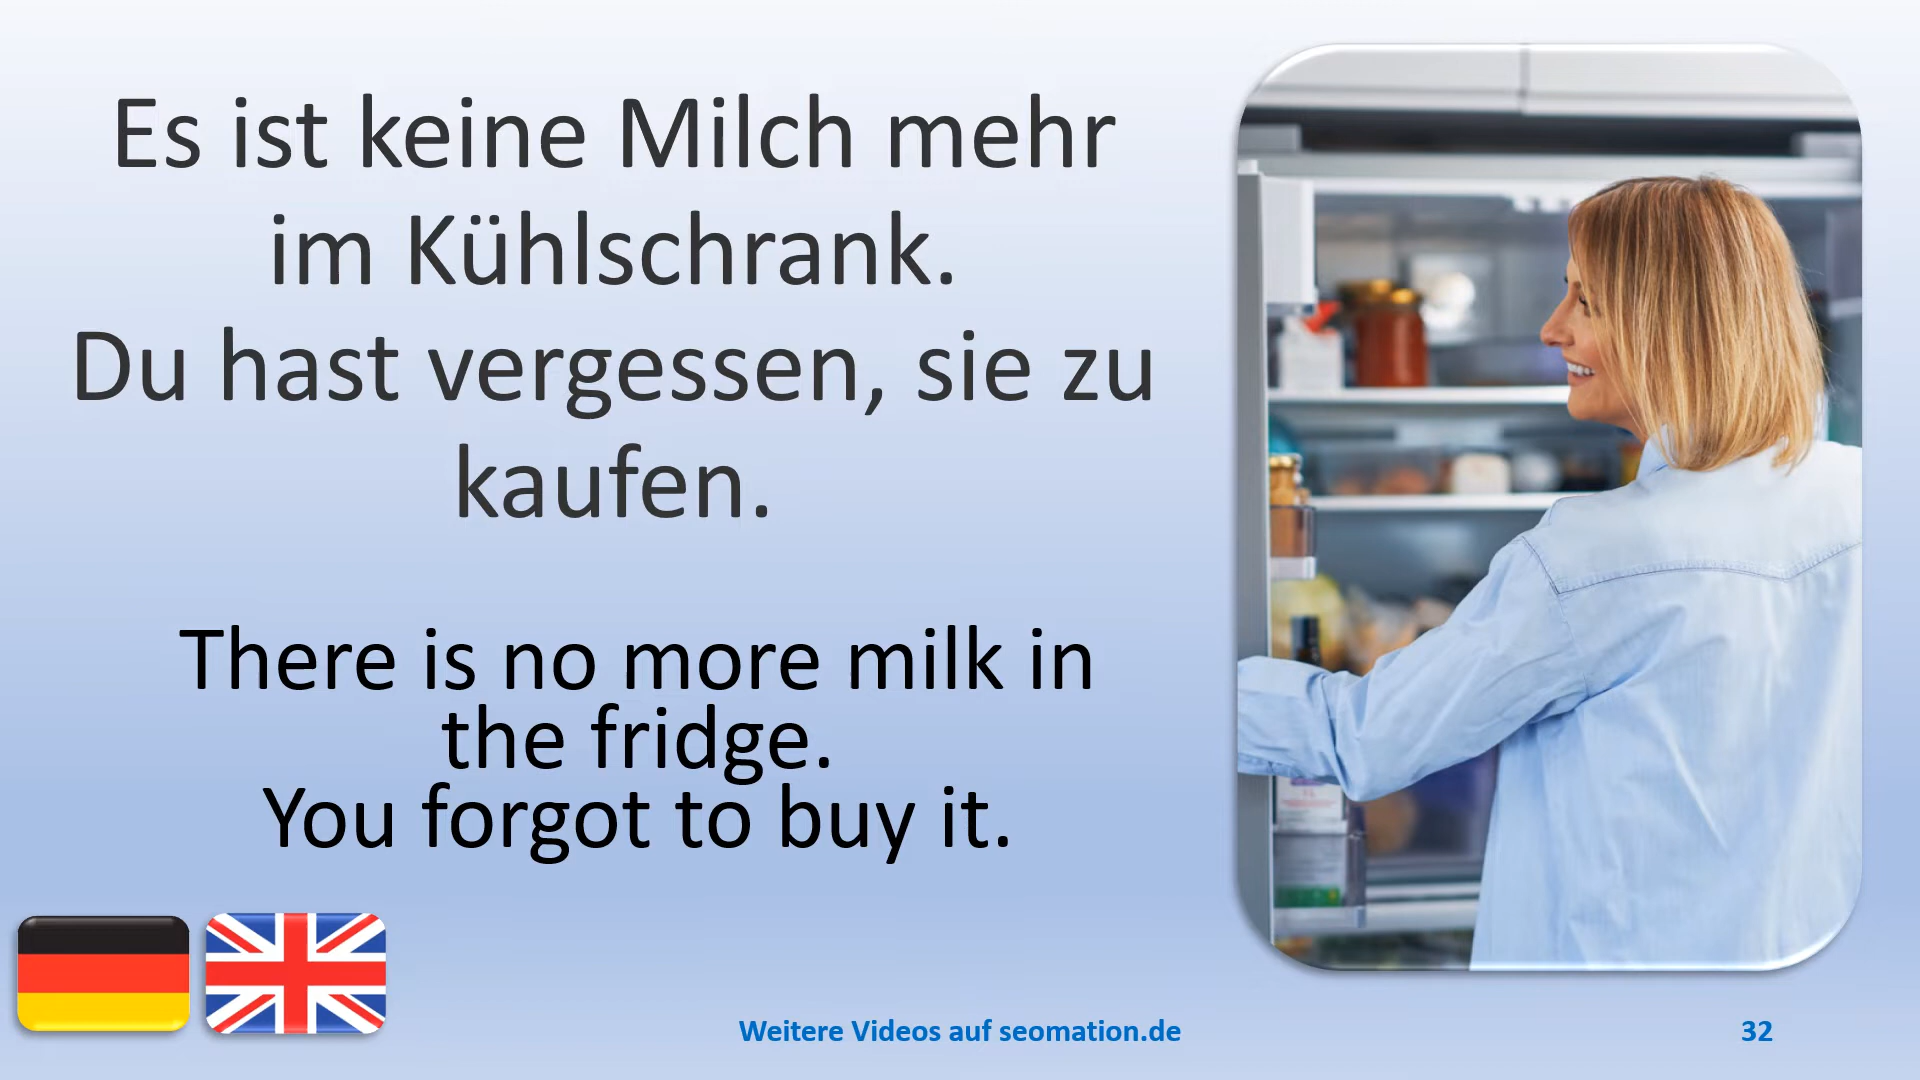 Es ist keine Milch mehr
im Kühlschrank.
Du hast vergessen, sie zu
kaufen.
There is no more milk in
the fridge.
You forgot to buy it.
Weitere Videos auf seomation.de
32